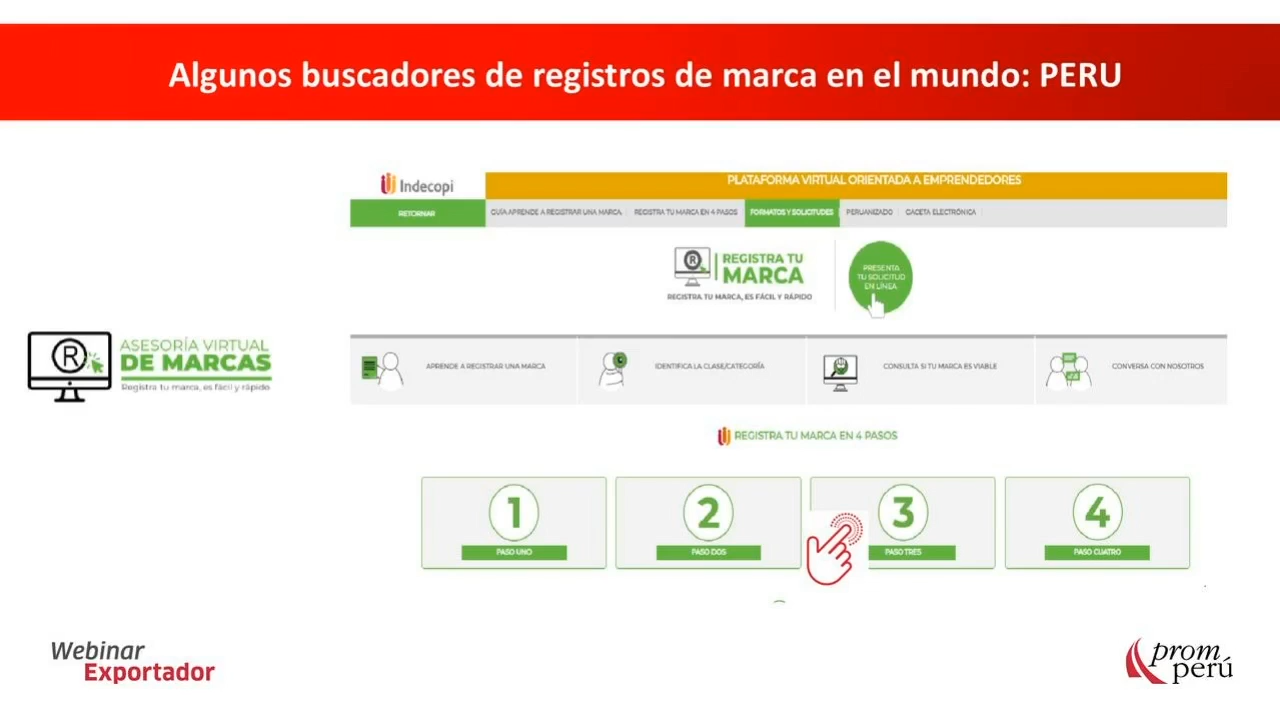 Algunos buscadores de registros de marca en el mundo: PERU
Indecopi
PLATAFORMA VIRTUAL ORIENTADA A EMPRENDEDORES
RETORNAR
GUÍA APRENDE A REGISTRAR UNA MARCA
REGISTRA TU MARCA EN 4 PASOS
FORMATOS Y SOLICITUDES
PERUANIZADO
GACETA ELECTRÓNICA
R
REGISTRA TU
MARCA
REGISTRA TU MARCA, ES FÁCIL Y RÁPIDO
PRESENTA
TU SOLICITUD
EN LÍNEA
R
ASESORÍA VIRTUAL
DE MARCAS
Registra tu marca, es fácil y rápido
APRENDE A REGISTRAR UNA MARCA
IDENTIFICA LA CLASE/CATEGORÍA
CONSULTA SI TU MARCA ES VIABLE
CONVERSA CON NOSOTROS
REGISTRA TU MARCA EN 4 PASOS
1
PASO UNO
2
PASO DOS
3
PASO TRES
4
PASO CUATRO
Webinar
Exportador
prom
perú